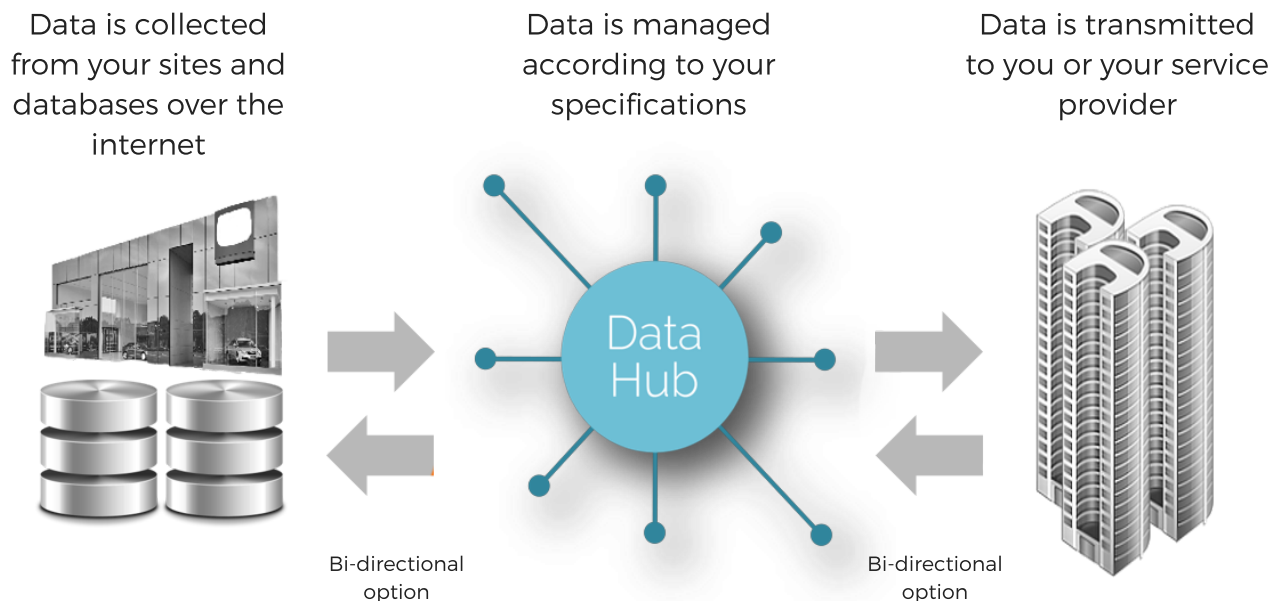 Data is collected
from your sites and
databases over the
internet
Data is managed
according to your
specifications
Data is transmitted
to you or your service
provider
Data
Hub
Bi-directional
option
Bi-directional
option